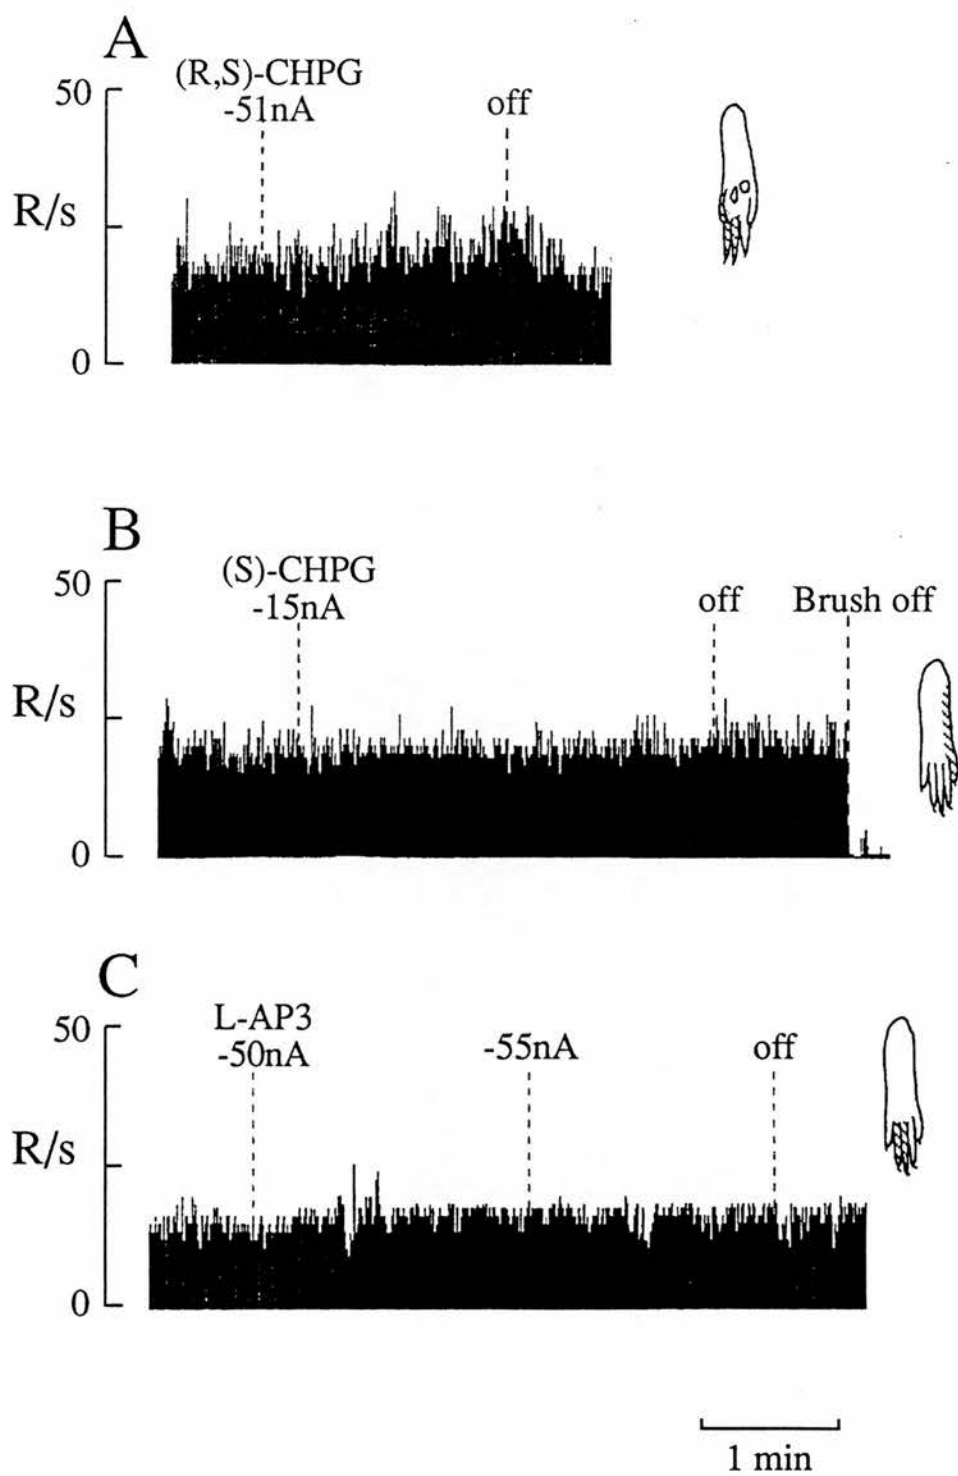 A
(R,S)-CHPG
-51nA
off
50
R/s
0
B
(S)-CHPG
-15nA
off
Brush off
50
R/s
0
C
L-AP3
-50nA
-55nA
off
50
R/s
0
1 min